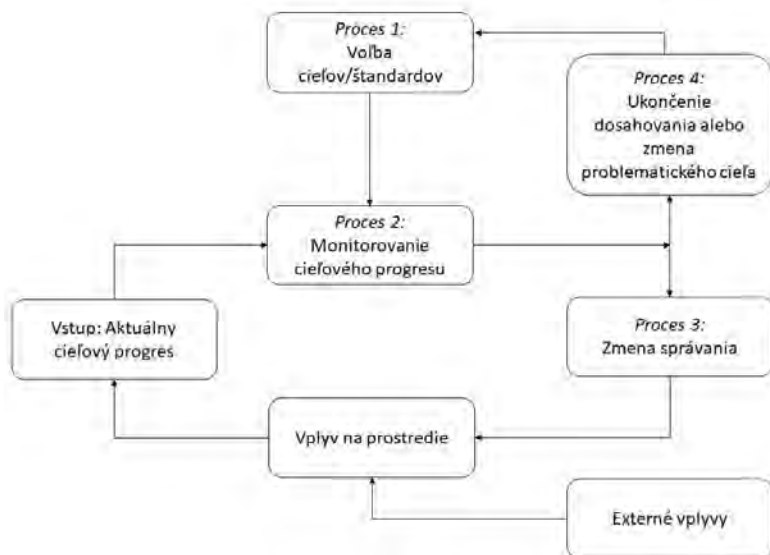 Proces 1:
Voľba
cieľov/štandardov
Proces 4:
Ukončenie
dosahovania alebo
zmena
problematického cieľa
Proces 2:
Monitorovanie
cieľového progresu
Vstup: Aktuálny
cieľový progres
Proces 3:
Zmena správania
Vplyv na prostredie
Externé vplyvy